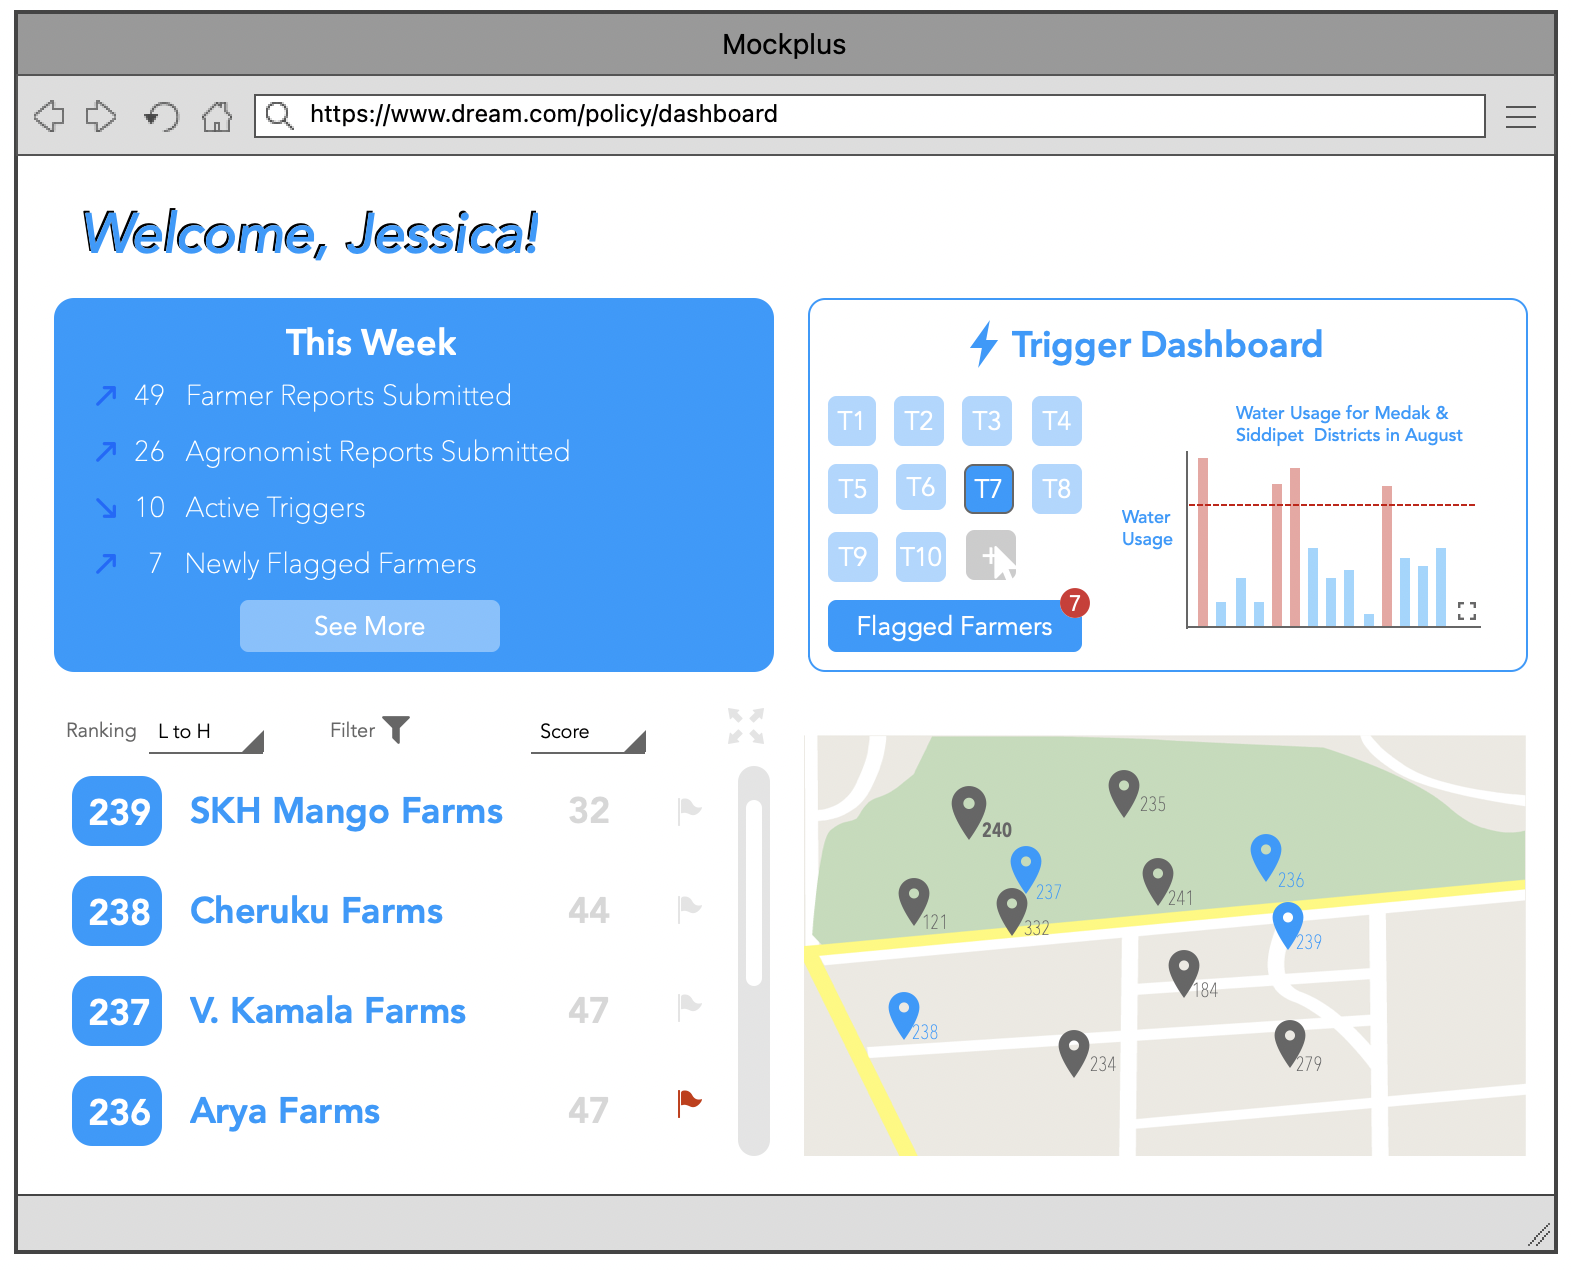 Mockplus
https://www.dream.com/policy/dashboard
Welcome, Jessica!
This Week
49 Farmer Reports Submitted
26 Agronomist Reports Submitted
10 Active Triggers
7 Newly Flagged Farmers
See More
Trigger Dashboard
T1 T2 T3 T4
T5 T6 T7 T8
T9 T10 +
Flagged Farmers
7
Water Usage for Medak &
Siddipet Districts in August
Water
Usage
Ranking L to H Filter Score
239 SKH Mango Farms 32
238 Cheruku Farms 44
237 V. Kamala Farms 47
236 Arya Farms 47
235
240
237
236
241
121
332
239
184
238
234
279